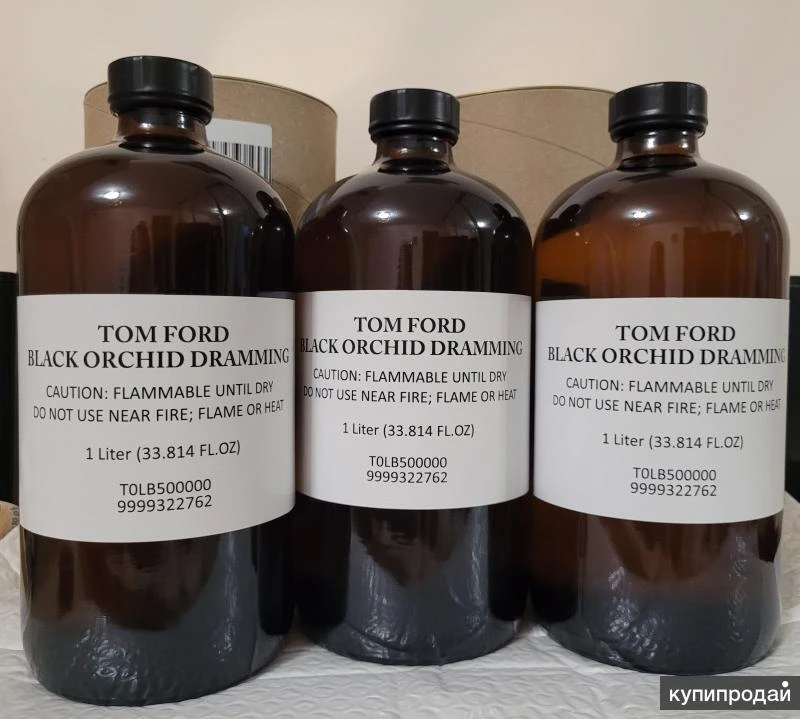 TOM FORD
BLACK ORCHID DRAMMING
CAUTION: FLAMMABLE UNTIL DRY
DO NOT USE NEAR FIRE; FLAME OR HEAT
1 Liter (33.814 FL.OZ)
T0LB500000
9999322762
TOM FORD
BLACK ORCHID DRAMMING
CAUTION: FLAMMABLE UNTIL DRY
DO NOT USE NEAR FIRE; FLAME OR HEAT
1 Liter (33.814 FL.OZ)
T0LB500000
9999322762
TOM FORD
BLACK ORCHID DRAMMING
CAUTION: FLAMMABLE UNTIL DRY
DO NOT USE NEAR FIRE; FLAME OR HEAT
1 Liter (33.814 FL.OZ)
T0LB500000
9999322762
купипродай